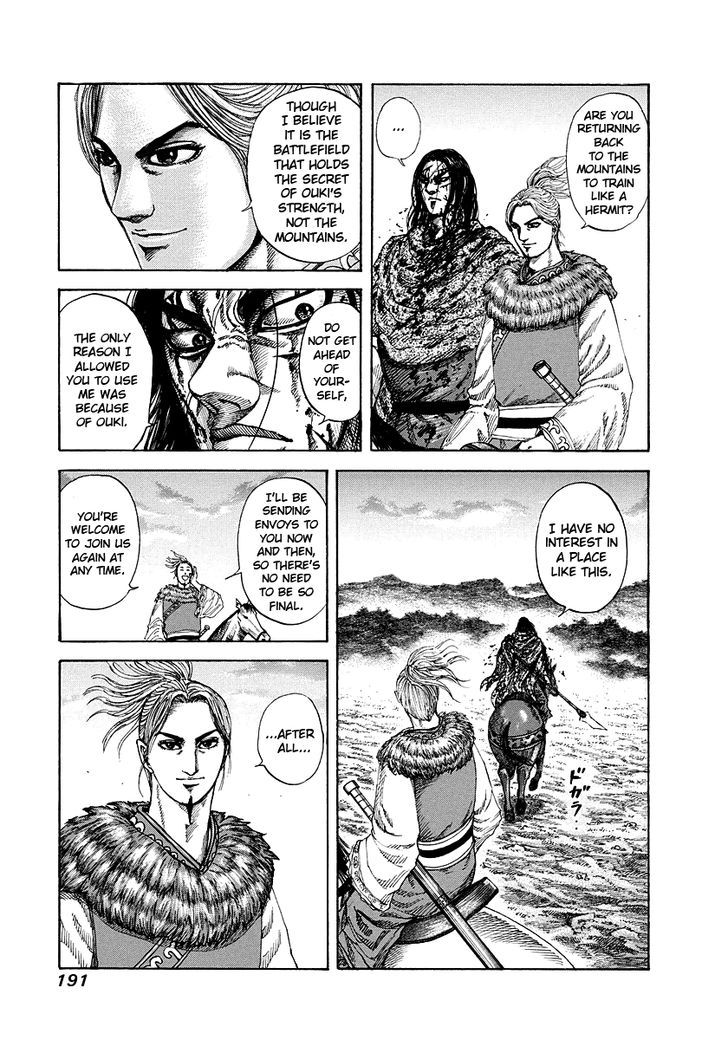 ARE YOU
RETURNING
BACK
TO THE
MOUNTAINS
TO TRAIN
LIKE A
HERMIT?
...
THOUGH
I BELIEVE
IT IS THE
BATTLEFIELD
THAT HOLDS
THE SECRET
OF OUKI'S
STRENGTH,
NOT THE
MOUNTAINS.
DO
NOT GET
AHEAD
OF
YOUR-
SELF,
THE ONLY
REASON I
ALLOWED
YOU TO USE
ME WAS
BECAUSE
OF OUKI.
I HAVE NO
INTEREST IN
A PLACE
LIKE THIS.
ドガラ
I'LL BE
SENDING
ENVOYS TO
YOU NOW
AND THEN,
SO THERE'S
NO NEED
TO BE SO
FINAL.
YOU'RE
WELCOME
TO JOIN US
AGAIN AT
ANY TIME.
...AFTER
ALL...
191